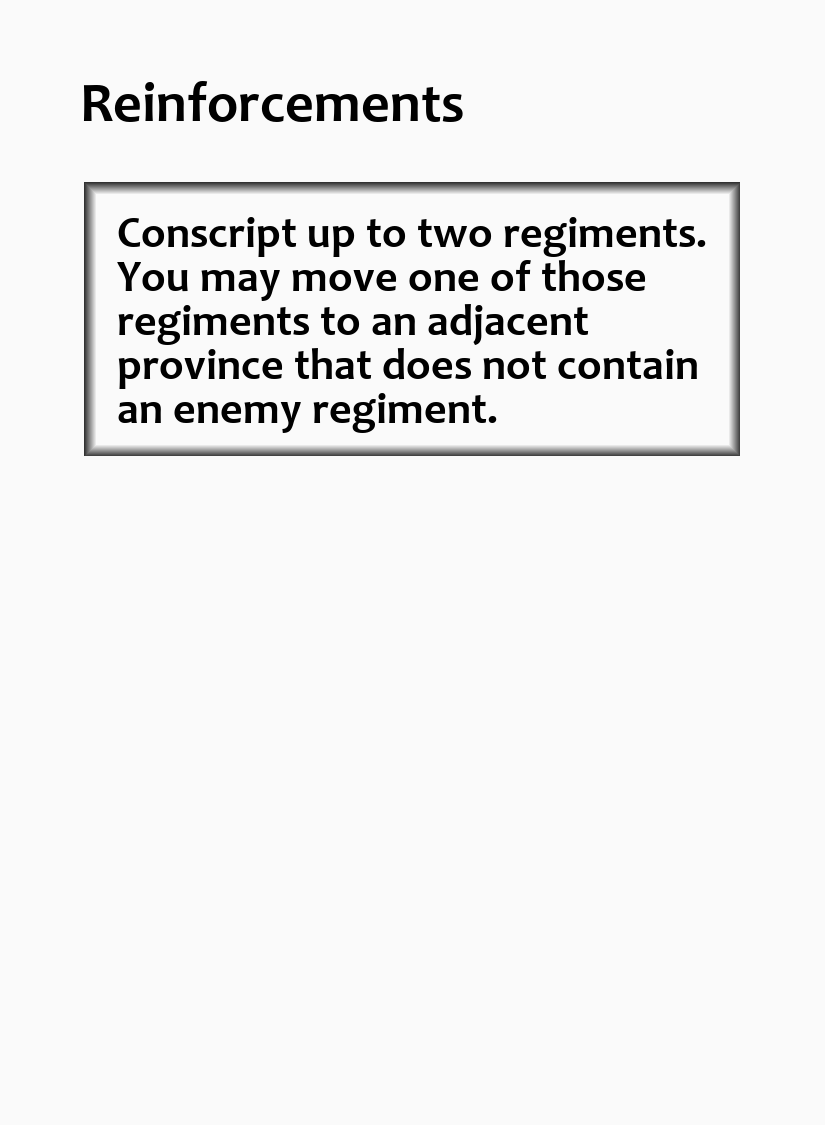 Reinforcements
Conscript up to two regiments.
You may move one of those
regiments to an adjacent
province that does not contain
an enemy regiment.